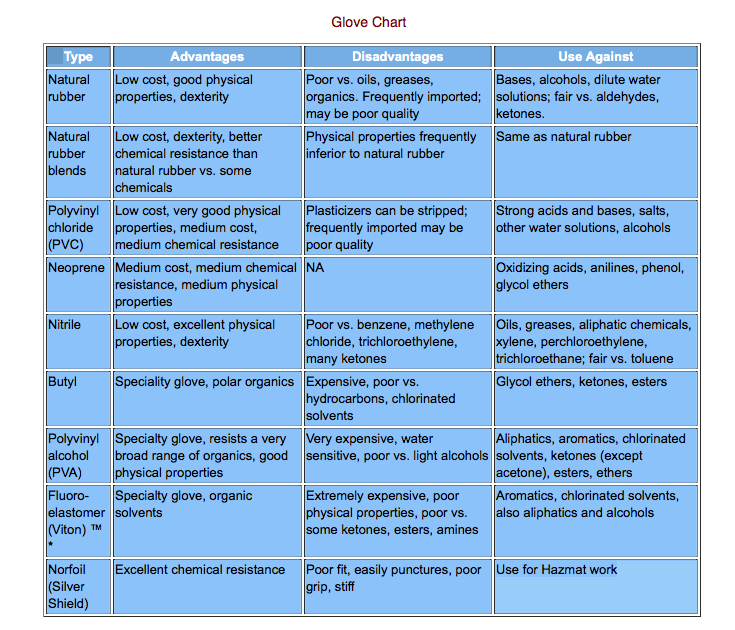 Glove Chart
Type Advantages Disadvantages Use Against
Natural rubber Low cost, good physical properties, dexterity Poor vs. oils, greases, organics. Frequently imported; may be poor quality Bases, alcohols, dilute water solutions; fair vs. aldehydes, ketones.
Natural rubber blends Low cost, dexterity, better chemical resistance than natural rubber vs. some chemicals Physical properties frequently inferior to natural rubber Same as natural rubber
Polyvinyl chloride (PVC) Low cost, very good physical properties, medium cost, medium chemical resistance Plasticizers can be stripped; frequently imported may be poor quality Strong acids and bases, salts, other water solutions, alcohols
Neoprene Medium cost, medium chemical resistance, medium physical properties NA Oxidizing acids, anilines, phenol, glycol ethers
Nitrile Low cost, excellent physical properties, dexterity Poor vs. benzene, methylene chloride, trichloroethylene, many ketones Oils, greases, aliphatic chemicals, xylene, perchloroethylene, trichloroethane; fair vs. toluene
Butyl Speciality glove, polar organics Expensive, poor vs. hydrocarbons, chlorinated solvents Glycol ethers, ketones, esters
Polyvinyl alcohol (PVA) Specialty glove, resists a very broad range of organics, good physical properties Very expensive, water sensitive, poor vs. light alcohols Aliphatics, aromatics, chlorinated solvents, ketones (except acetone), esters, ethers
Fluoro-elastomer (Viton) ™ * Specialty glove, organic solvents Extremely expensive, poor physical properties, poor vs. some ketones, esters, amines Aromatics, chlorinated solvents, also aliphatics and alcohols
Norfoil (Silver Shield) Excellent chemical resistance Poor fit, easily punctures, poor grip, stiff Use for Hazmat work